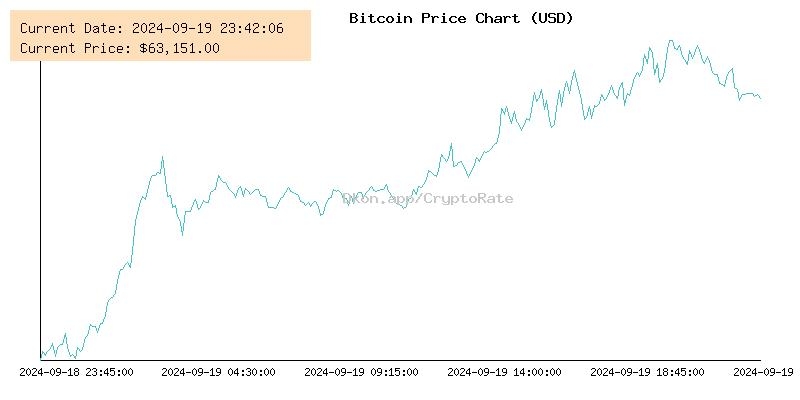 Bitcoin Price Chart (USD)
Current Date: 2024-09-19 23:42:06
Current Price: $63,151.00
Dkon.app/CryptoRate
2024-09-18 23:45:00
2024-09-19 04:30:00
2024-09-19 09:15:00
2024-09-19 14:00:00
2024-09-19 18:45:00
2024-09-19